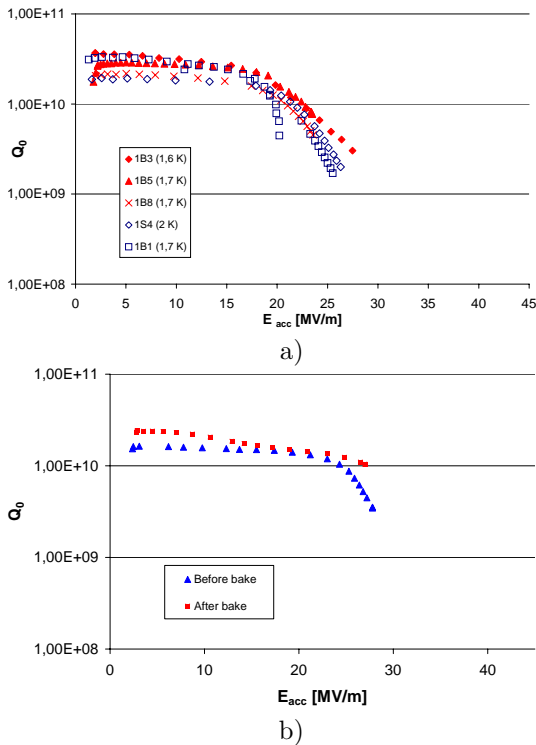 1,00E+11
1,00E+10
1,00E+09
1,00E+08
Q0
1B3 (1,6 K)
1B5 (1,7 K)
1B8 (1,7K)
1S4 (2 K)
1B1 (1,7 K)
0 5 10 15 20 25 30 35 40 45
E acc [MV/m]
a)
1,00E+11
1,00E+10
1,00E+09
1,00E+08
Q0
Before bake
After bake
0 10 20 30 40
Eacc [MV/m]
b)